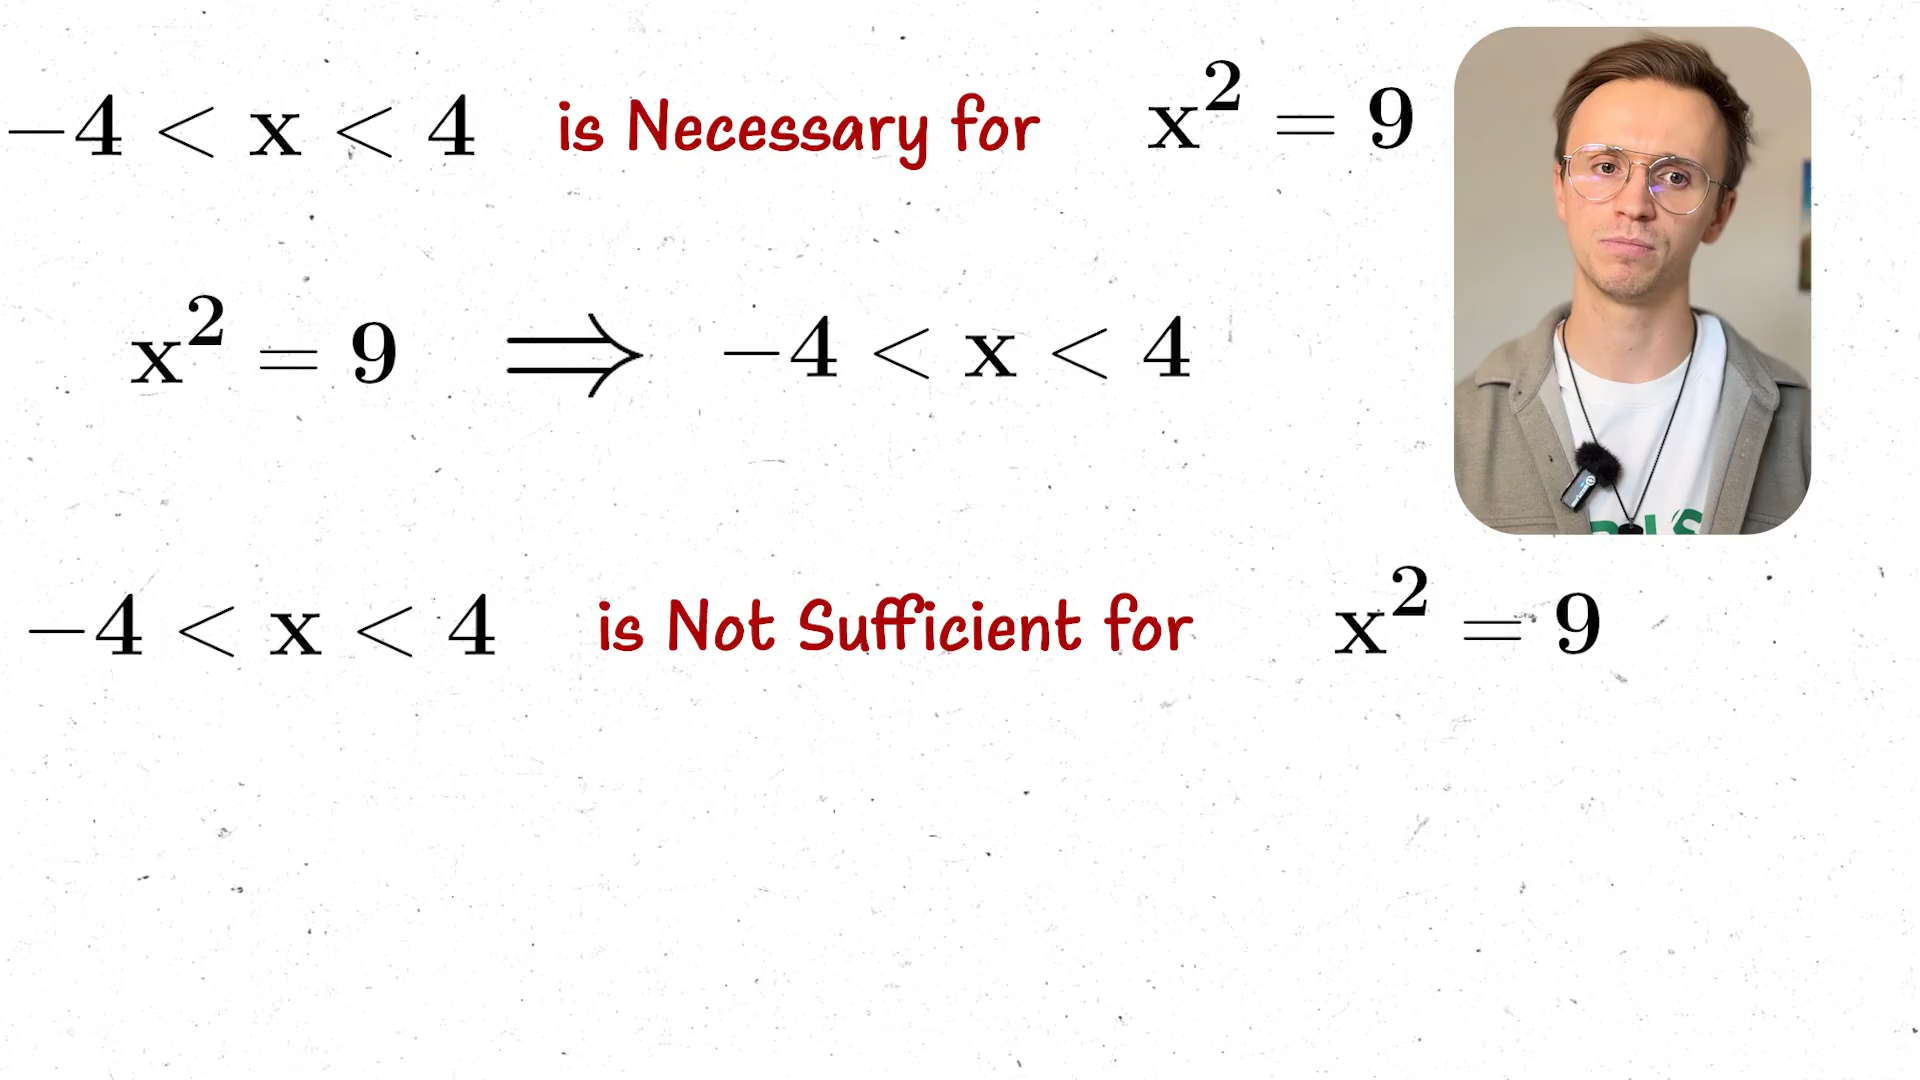 −4 < x < 4 is Necessary for x² = 9
x² = 9 ⟹ −4 < x < 4
−4 < x < 4 is Not Sufficient for x² = 9